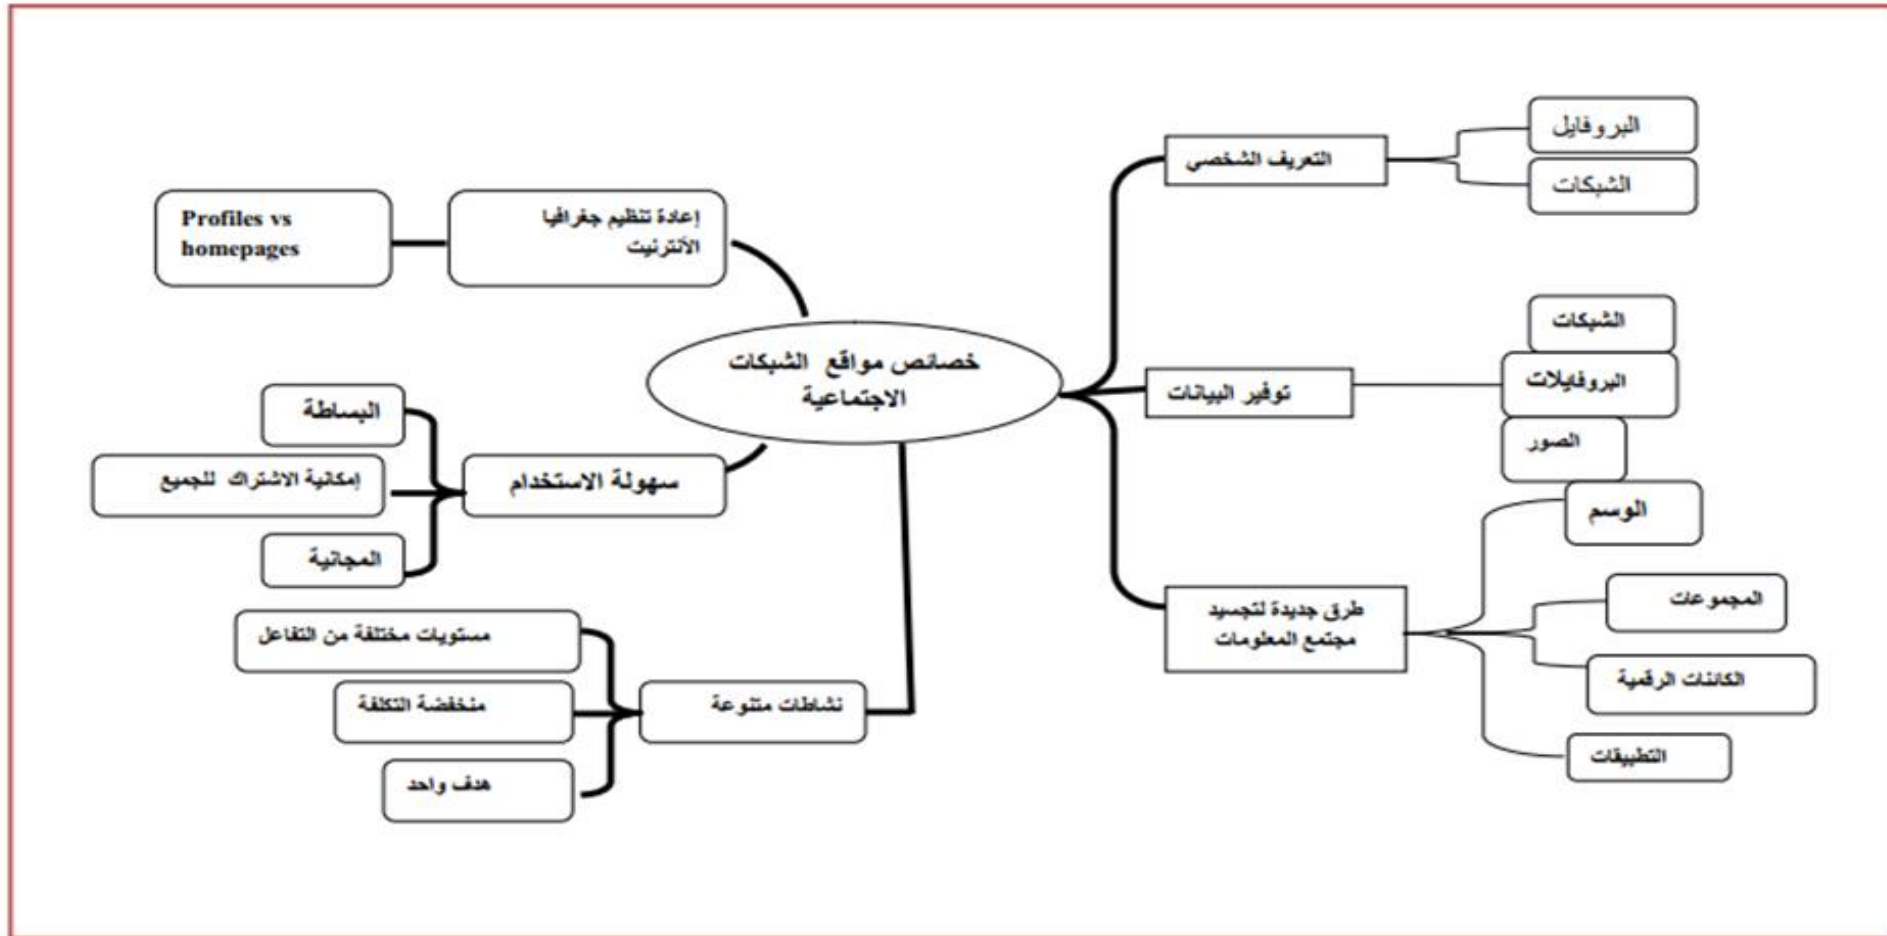 خصائص مواقع الشبكات
الاجتماعية
التعريف الشخصي
البروفايل
الشبكات
توفير البيانات
الشبكات
البروفايلات
الصور
طرق جديدة لتجسيد
مجتمع المعلومات
الوسم
المجموعات
الكائنات الرقمية
التطبيقات
إعادة تنظيم جغرافيا
الأنترنيت
Profiles vs
homepages
سهولة الاستخدام
البساطة
إمكانية الاشتراك للجميع
المجانية
نشاطات متنوعة
مستويات مختلفة من التفاعل
منخفضة التكلفة
هدف واحد